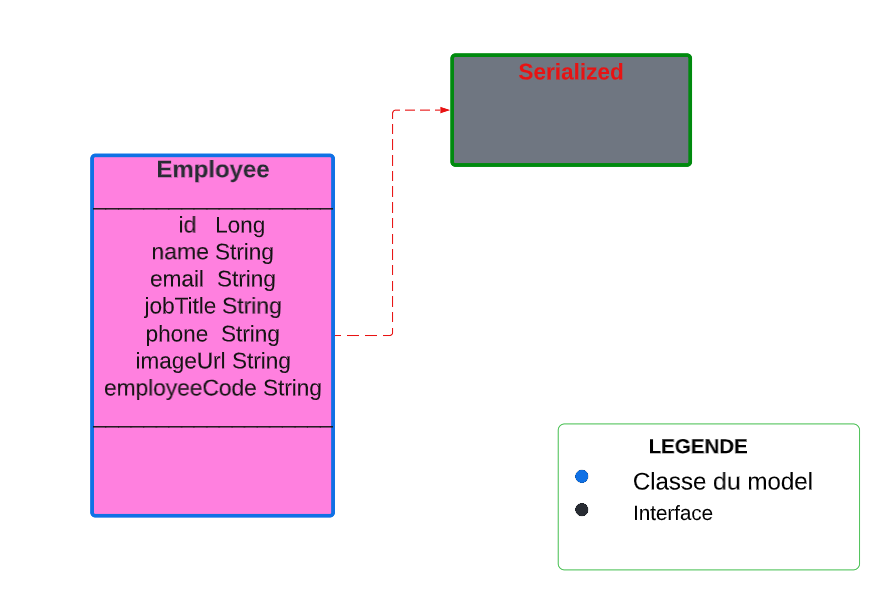 Serialized
Employee
id Long
name String
email String
jobTitle String
phone String
imageUrl String
employeeCode String
LEGENDE
Classe du model
Interface